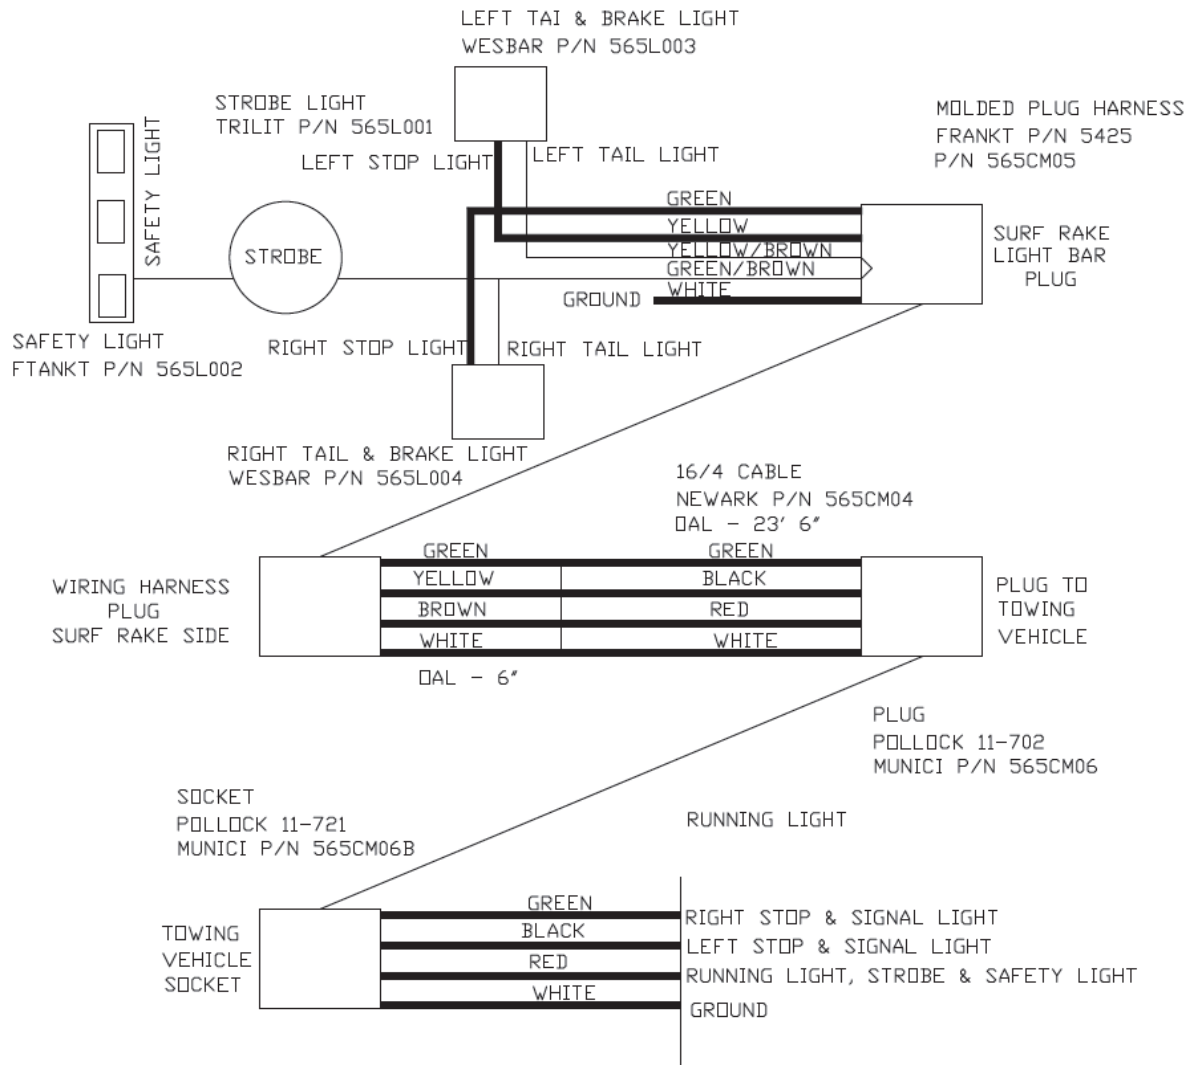 LEFT TAI & BRAKE LIGHT
WESBAR P/N 565L003
STROBE LIGHT
TRILIT P/N 565L001
MOLDED PLUG HARNESS
FRANKT P/N 5425
P/N 565CM05
SAFETY LIGHT
LEFT STOP LIGHT
LEFT TAIL LIGHT
GREEN
YELLOW
YELLOW/BROWN
GREEN/BROWN
WHITE
GROUND
STROBE
SURF RAKE
LIGHT BAR
PLUG
SAFETY LIGHT
FTANKT P/N 565L002
RIGHT STOP LIGHT
RIGHT TAIL LIGHT
RIGHT TAIL & BRAKE LIGHT
WESBAR P/N 565L004
16/4 CABLE
NEWARK P/N 565CM04
OAL - 23' 6"
WIRING HARNESS
PLUG
SURF RAKE SIDE
GREEN GREEN
YELLOW BLACK
BROWN RED
WHITE WHITE
OAL - 6"
PLUG TO
TOWING
VEHICLE
PLUG
POLLOCK 11-702
MUNICI P/N 565CM06
SOCKET
POLLOCK 11-721
MUNICI P/N 565CM06B
RUNNING LIGHT
TOWING
VEHICLE
SOCKET
GREEN
BLACK
RED
WHITE
RIGHT STOP & SIGNAL LIGHT
LEFT STOP & SIGNAL LIGHT
RUNNING LIGHT, STROBE & SAFETY LIGHT
GROUND